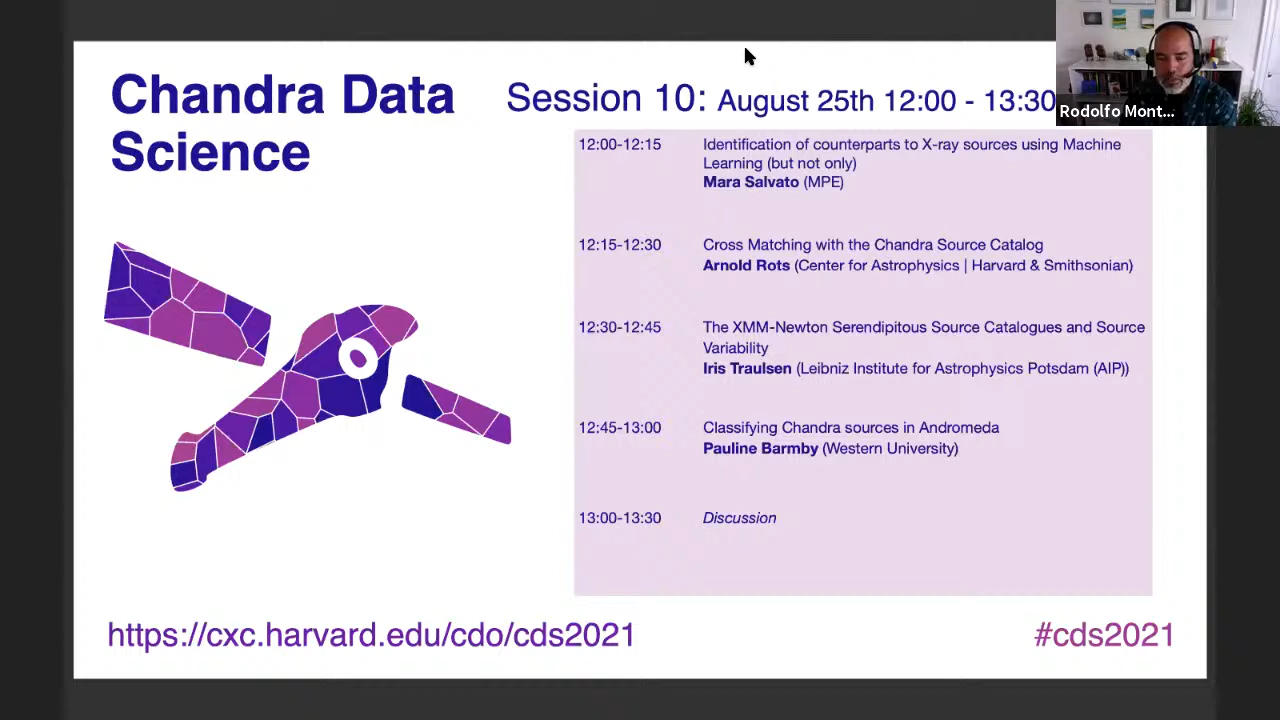 Chandra Data
Science
Session 10: August 25th 12:00 - 13:30
Rodolfo Mont...
12:00-12:15 Identification of counterparts to X-ray sources using Machine
Learning (but not only)
Mara Salvato (MPE)
12:15-12:30 Cross Matching with the Chandra Source Catalog
Arnold Rots (Center for Astrophysics | Harvard & Smithsonian)
12:30-12:45 The XMM-Newton Serendipitous Source Catalogues and Source
Variability
Iris Traulsen (Leibniz Institute for Astrophysics Potsdam (AIP))
12:45-13:00 Classifying Chandra sources in Andromeda
Pauline Barmby (Western University)
13:00-13:30 Discussion
https://cxc.harvard.edu/cdo/cds2021
#cds2021